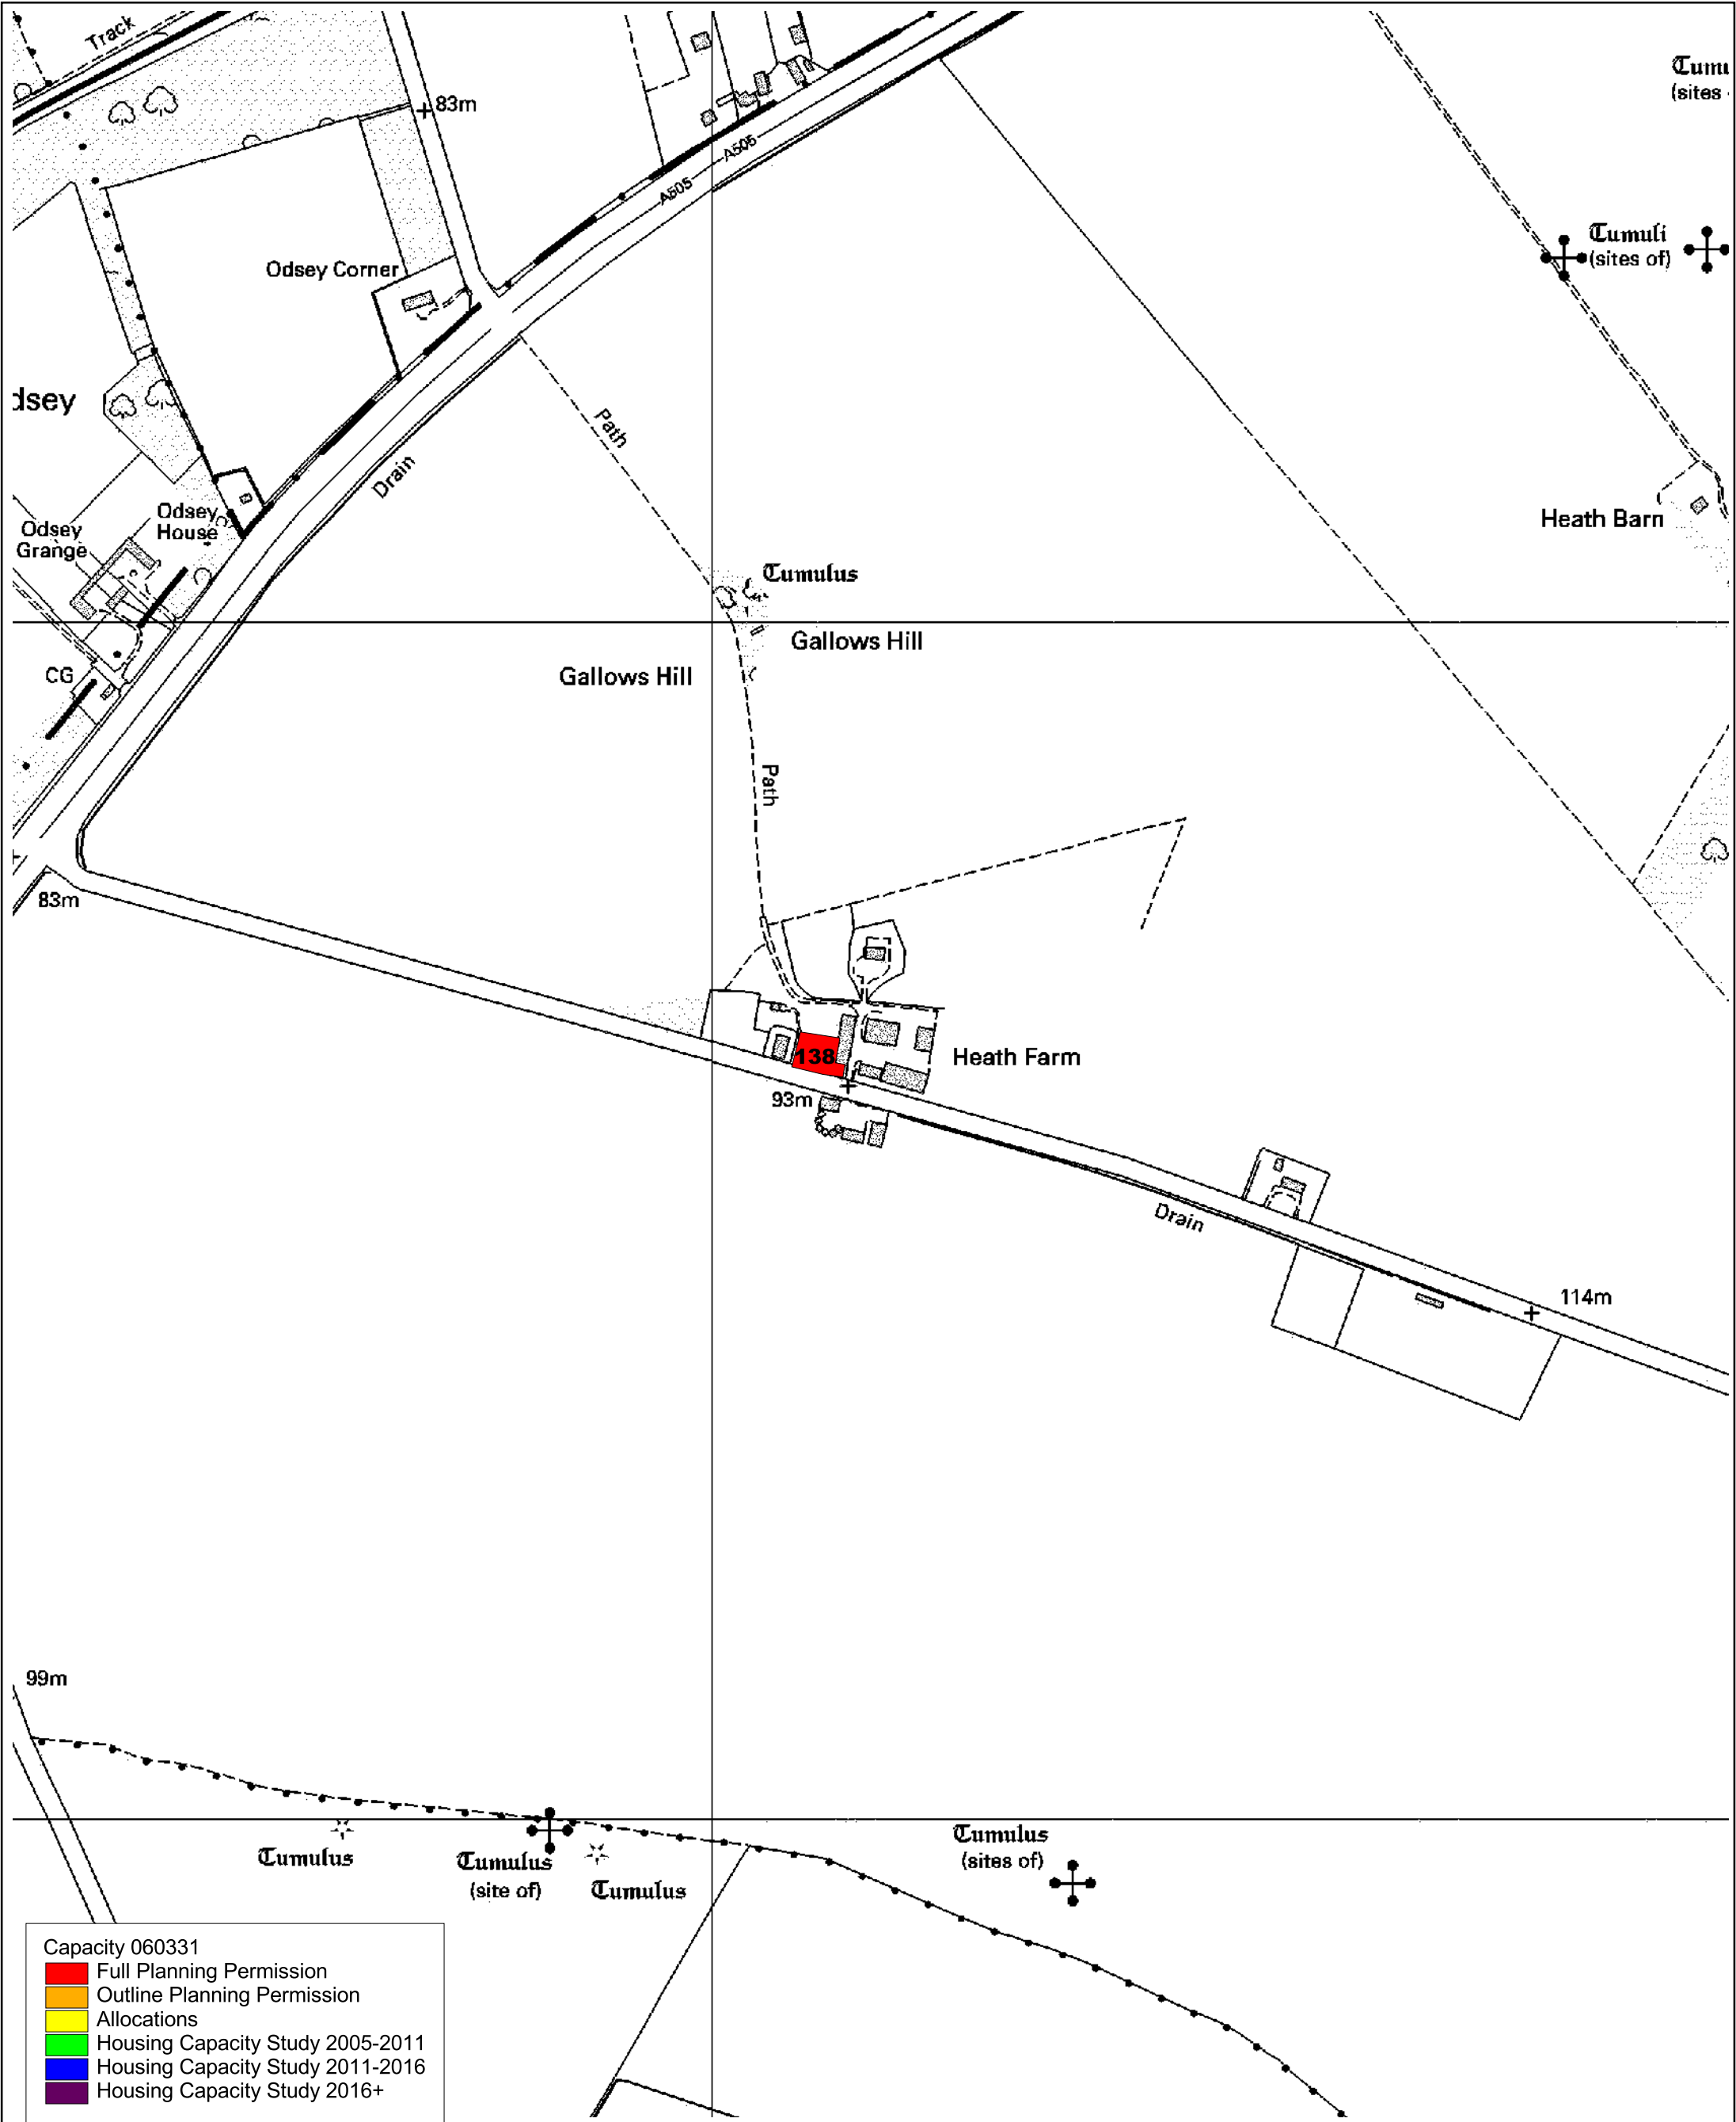 Track
83m
A505
A505
Tumu
(sites
Tumuli
(sites of)
Odsey Corner
dsey
Path
Drain
Odsey
House
Odsey
Grange
Heath Barn
Tumulus
Gallows Hill
Gallows Hill
CG
Path
83m
138
Heath Farm
93m
Drain
114m
99m
Tumulus
Tumulus
(site of)
Tumulus
Tumulus
(sites of)
Capacity 060331
Full Planning Permission
Outline Planning Permission
Allocations
Housing Capacity Study 2005-2011
Housing Capacity Study 2011-2016
Housing Capacity Study 2016+